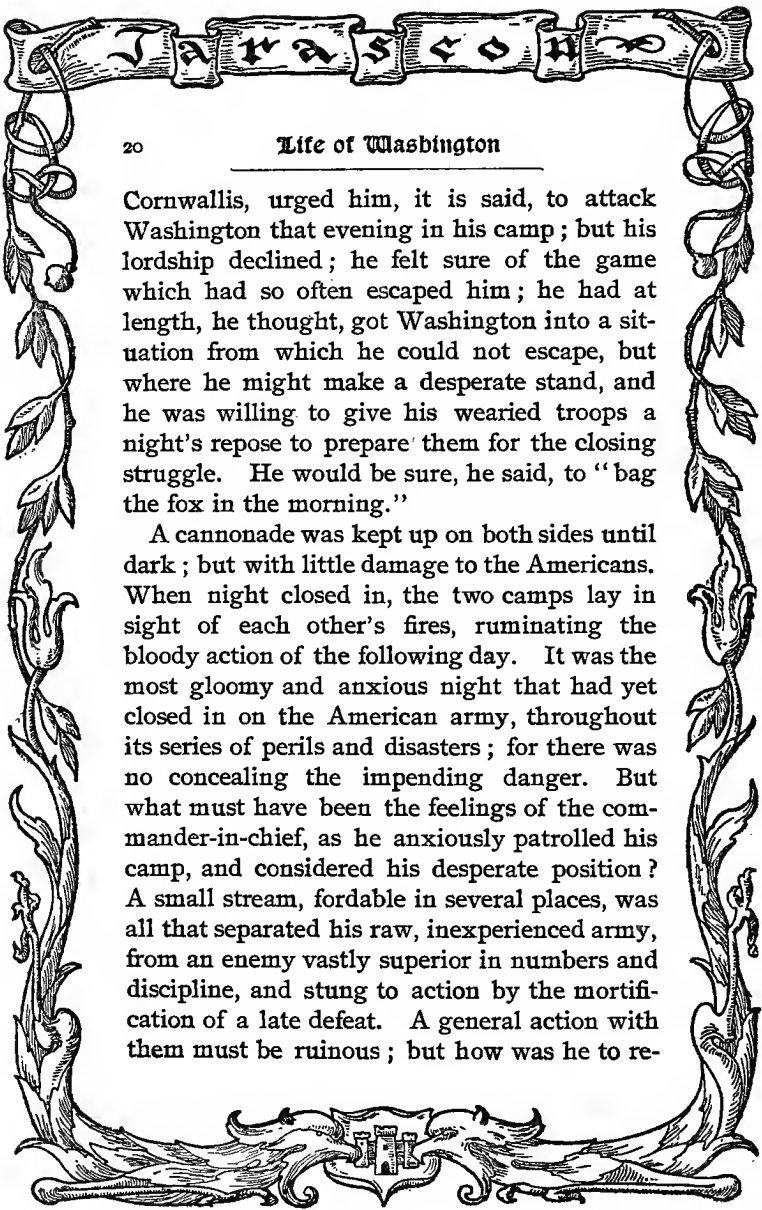 Tarascon
20 Life of Washington
Cornwallis, urged him, it is said, to attack
Washington that evening in his camp ; but his
lordship declined ; he felt sure of the game
which had so often escaped him ; he had at
length, he thought, got Washington into a sit-
uation from which he could not escape, but
where he might make a desperate stand, and
he was willing to give his wearied troops a
night's repose to prepare them for the closing
struggle. He would be sure, he said, to "bag
the fox in the morning."
A cannonade was kept up on both sides until
dark ; but with little damage to the Americans.
When night closed in, the two camps lay in
sight of each other's fires, ruminating the
bloody action of the following day. It was the
most gloomy and anxious night that had yet
closed in on the American army, throughout
its series of perils and disasters ; for there was
no concealing the impending danger. But
what must have been the feelings of the com-
mander-in-chief, as he anxiously patrolled his
camp, and considered his desperate position ?
A small stream, fordable in several places, was
all that separated his raw, inexperienced army,
from an enemy vastly superior in numbers and
discipline, and stung to action by the mortifi-
cation of a late defeat. A general action with
them must be ruinous ; but how was he to re-